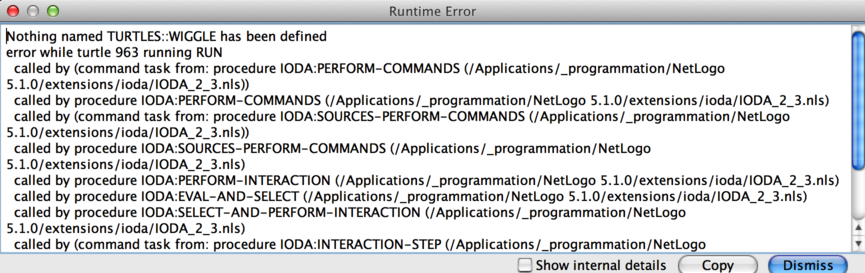 Runtime Error
Nothing named TURTLES::WIGGLE has been defined
error while turtle 963 running RUN
called by (command task from: procedure IODA:PERFORM-COMMANDS (/Applications/_programmation/NetLogo
5.1.0/extensions/ioda/IODA_2_3.nls))
called by procedure IODA:PERFORM-COMMANDS (/Applications/_programmation/NetLogo 5.1.0/extensions/ioda/IODA_2_3.nls)
called by (command task from: procedure IODA:SOURCES-PERFORM-COMMANDS (/Applications/_programmation/NetLogo
5.1.0/extensions/ioda/IODA_2_3.nls))
called by procedure IODA:SOURCES-PERFORM-COMMANDS (/Applications/_programmation/NetLogo
5.1.0/extensions/ioda/IODA_2_3.nls)
called by procedure IODA:PERFORM-INTERACTION (/Applications/_programmation/NetLogo 5.1.0/extensions/ioda/IODA_2_3.nls)
called by procedure IODA:EVAL-AND-SELECT (/Applications/_programmation/NetLogo 5.1.0/extensions/ioda/IODA_2_3.nls)
called by procedure IODA:SELECT-AND-PERFORM-INTERACTION (/Applications/_programmation/NetLogo
5.1.0/extensions/ioda/IODA_2_3.nls)
called by (command task from: procedure IODA:INTERACTION-STEP (/Applications/_programmation/NetLogo
Show internal details Copy Dismiss